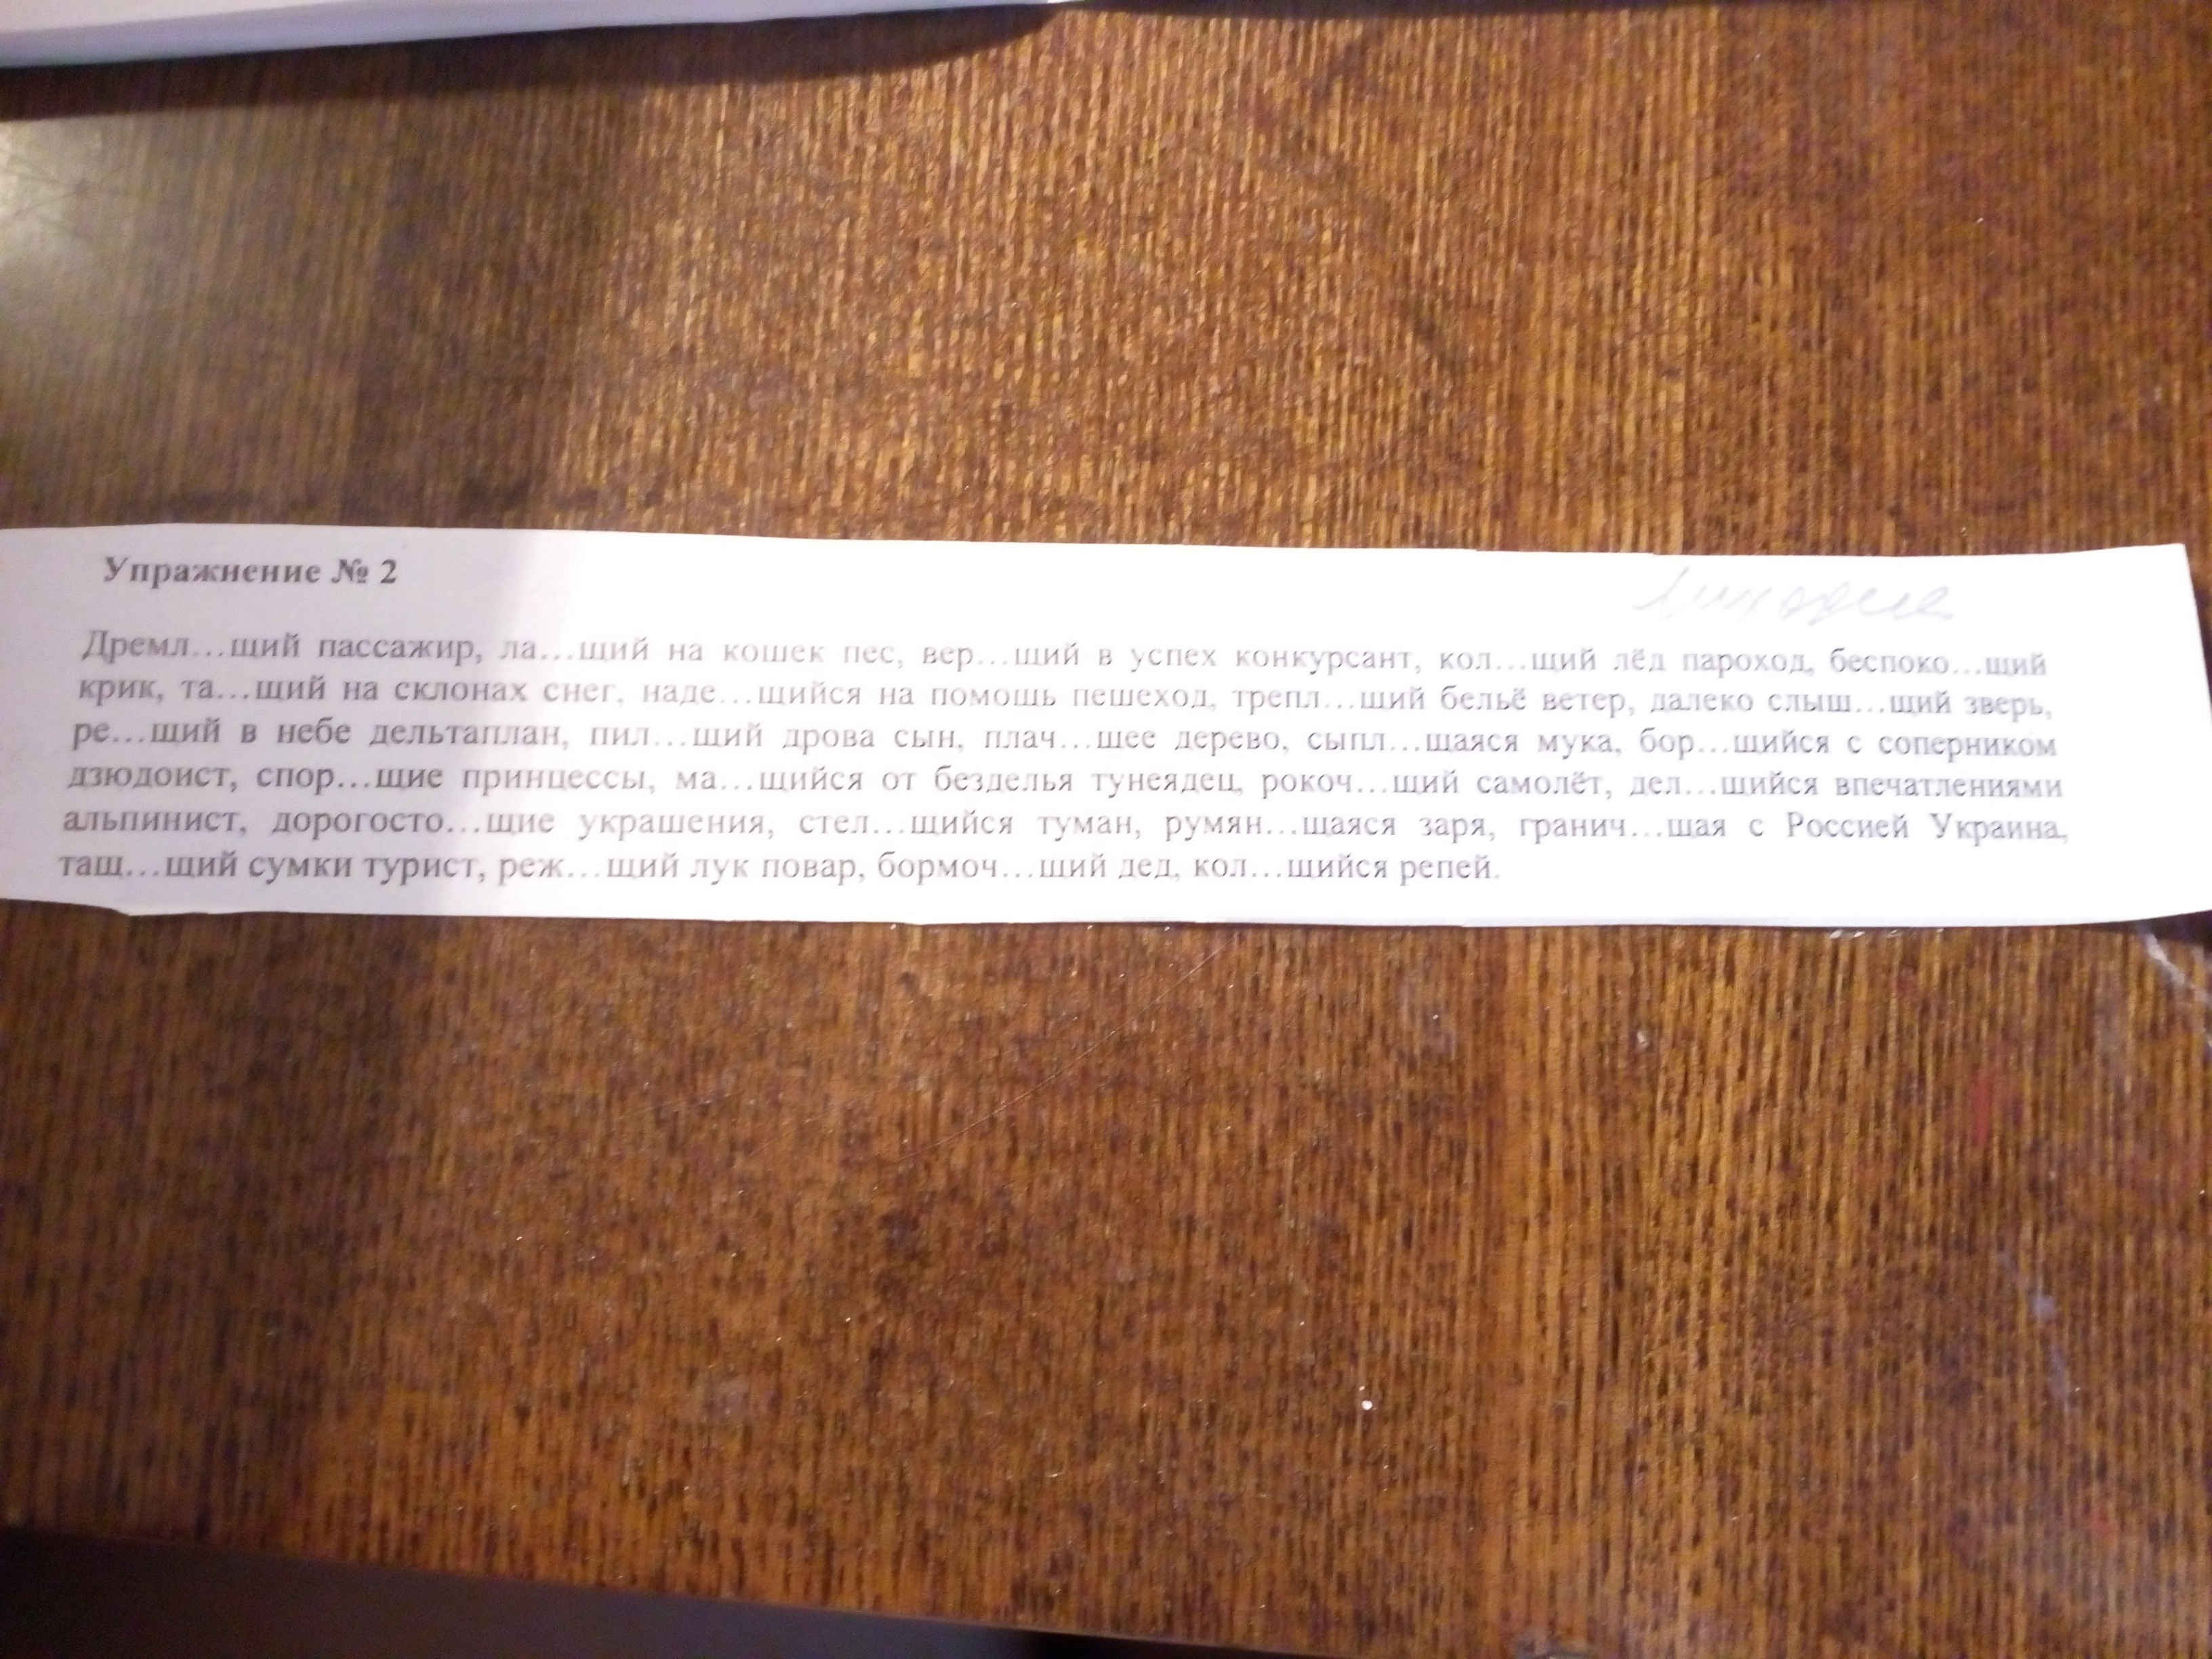 Упражнение № 2
Дремл…щий пассажир, ла…щий на кошек пес, вер…щий в успех конкурсант, кол…щий лёд пароход, беспоко…щий
крик, та…щий на склонах снег, наде…щийся на помощь пешеход, трепл…щий бельё ветер, далеко слыш…щий зверь,
ре…щий в небе дельтаплан, пил…щий дрова сын, плач…щее дерево, сыпл…щаяся мука, бор…щийся с соперником
дзюдоист, спор…щие принцессы, ма…щийся от безделья тунеядец, рокоч…щий самолёт, дел…щийся впечатлениями
альпинист, дорогосто…щие украшения, стел…щийся туман, румян…щаяся заря, гранич…щая с Россией Украина,
тащ…щий сумки турист, реж…щий лук повар, бормоч…щий дед, кол…щийся репей.